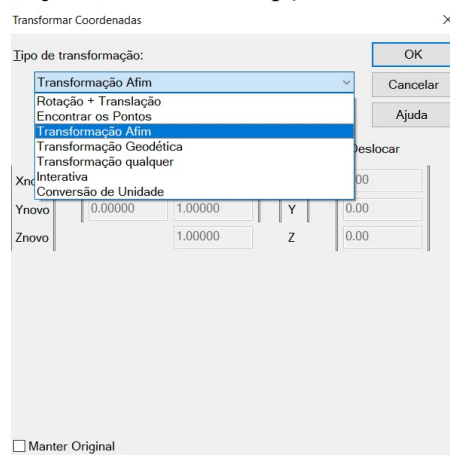 Transformar Coordenadas
Tipo de transformação:
OK
Transformação Afim
Cancelar
Rotação + Translação
Encontrar os Pontos
Ajuda
Transformação Afim
Transformação Geodética
Deslocar
Transformação qualquer
Interativa
00
Conversão de Unidade
Ynovo 0.00000 1.00000 Y 0.00
Znovo 1.00000 Z 0.00
Manter Original